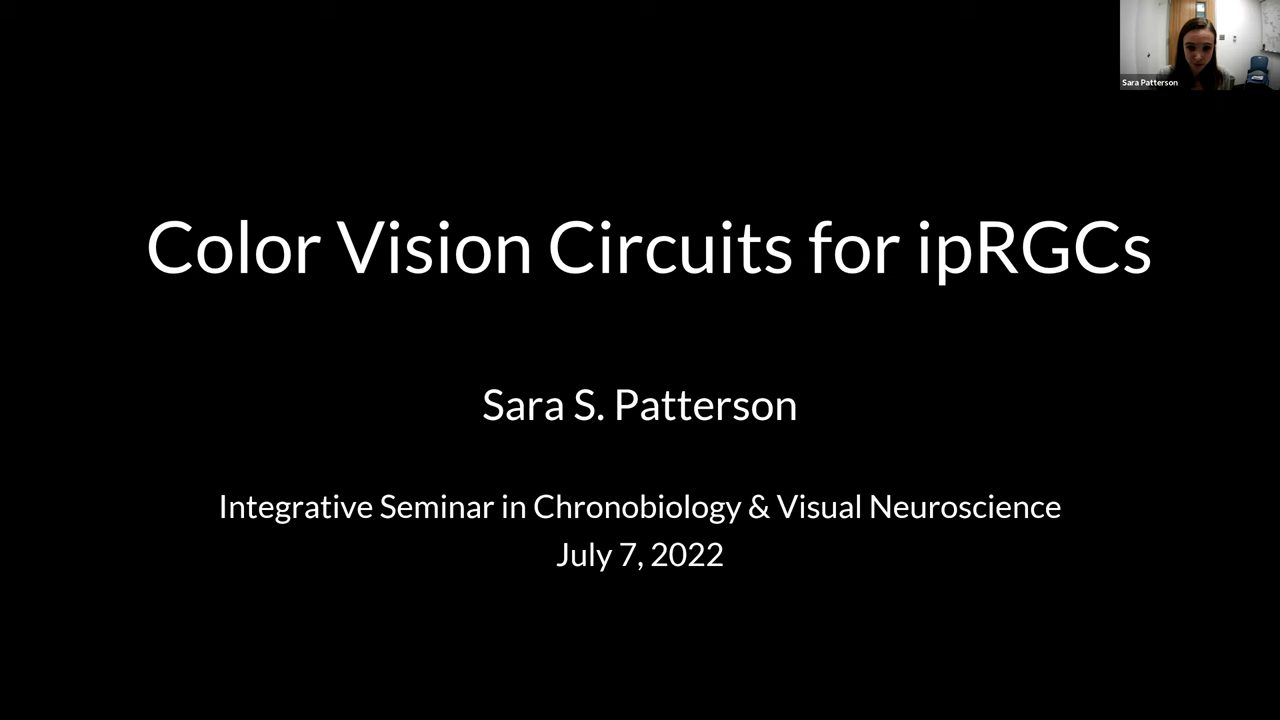 Sara Patterson
Color Vision Circuits for ipRGCs
Sara S. Patterson
Integrative Seminar in Chronobiology & Visual Neuroscience
July 7, 2022